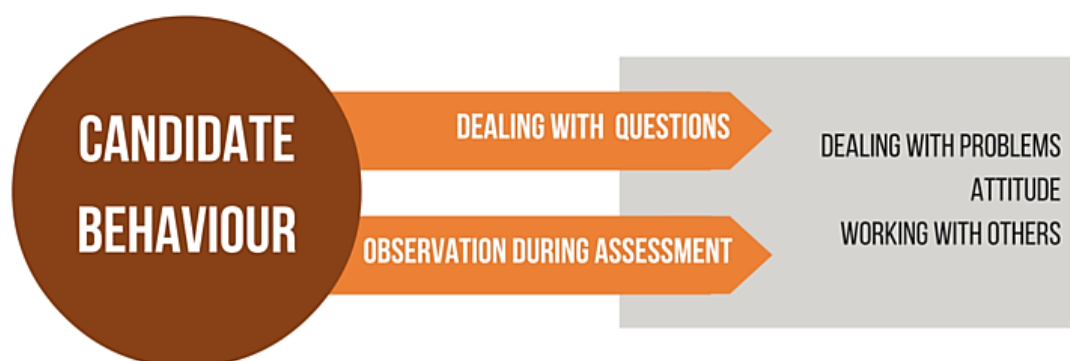 CANDIDATE
BEHAVIOUR
DEALING WITH QUESTIONS
OBSERVATION DURING ASSESSMENT
DEALING WITH PROBLEMS
ATTITUDE
WORKING WITH OTHERS